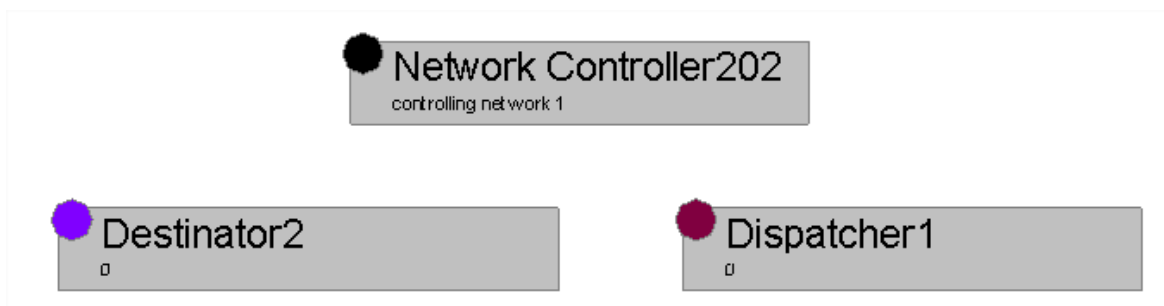 Network Controller202
controlling network 1
Destinator2
0
Dispatcher1
0